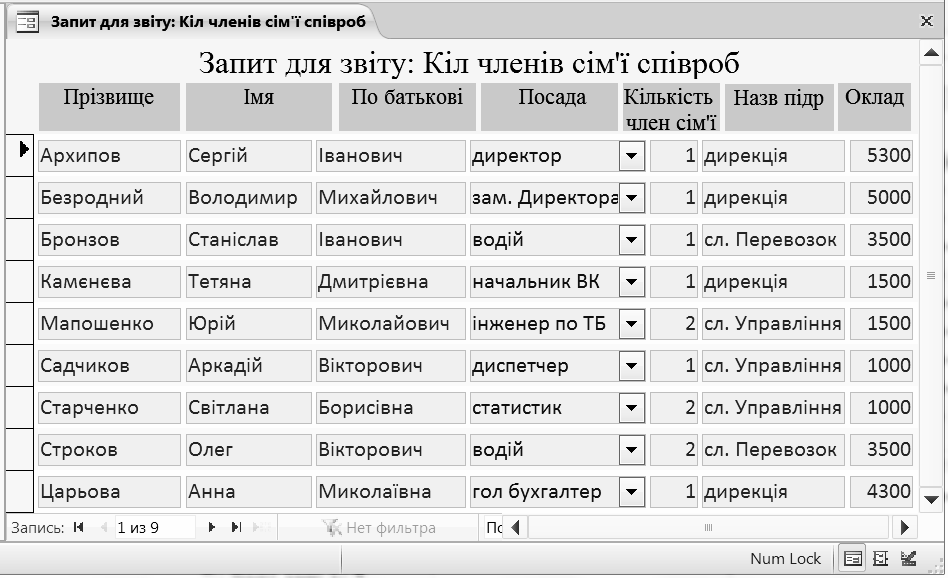 Запит для звіту: Кіл членів сім'ї співроб
Запит для звіту: Кіл членів сім'ї співроб
Прізвище Імя По батькові Посада Кількість член сім'ї Назв підр Оклад
Архипов Сергій Іванович директор 1 дирекція 5300
Безродний Володимир Михайлович зам. Директора 1 дирекція 5000
Бронзов Станіслав Іванович водій 1 сл. Перевозок 3500
Камєнєва Тетяна Дмитрієвна начальник ВК 1 дирекція 1500
Мапошенко Юрій Миколайович інженер по ТБ 2 сл. Управління 1500
Садчиков Аркадій Вікторович диспетчер 1 сл. Управління 1000
Старченко Світлана Борисівна статистик 2 сл. Управління 1000
Строков Олег Вікторович водій 2 сл. Перевозок 3500
Царьова Анна Миколаївна гол бухгалтер 1 дирекція 4300
Запись: 1 из 9 Нет фильтра По
Num Lock